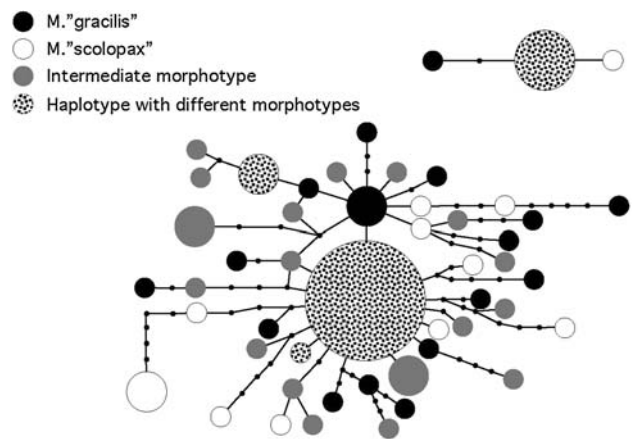 M."gracilis"
M."scolopax"
Intermediate morphotype
Haplotype with different morphotypes